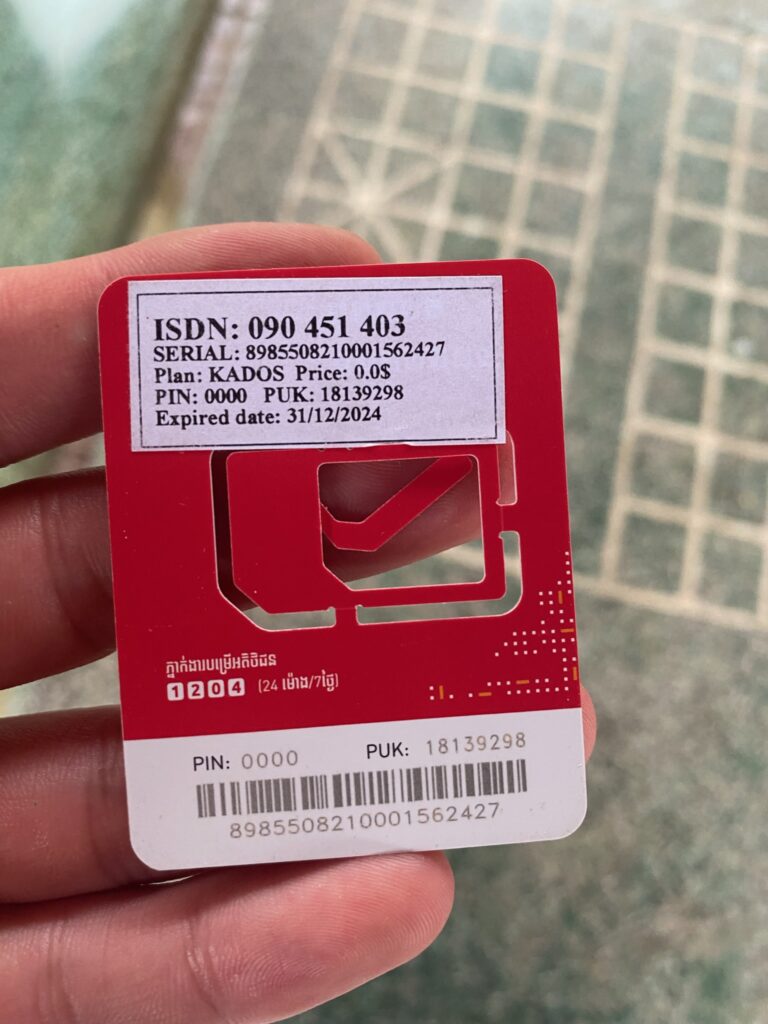 ISDN: 090 451 403
SERIAL: 8985508210001562427
Plan: KADOS Price: 0.0$
PIN: 0000 PUK: 18139298
Expired date: 31/12/2024
ភ្នាក់ងារបម្រើអតិថិជន
1204 (24 ម៉ោង/7ថ្ងៃ)
PIN: 0000 PUK: 18139298
8985508210001562427